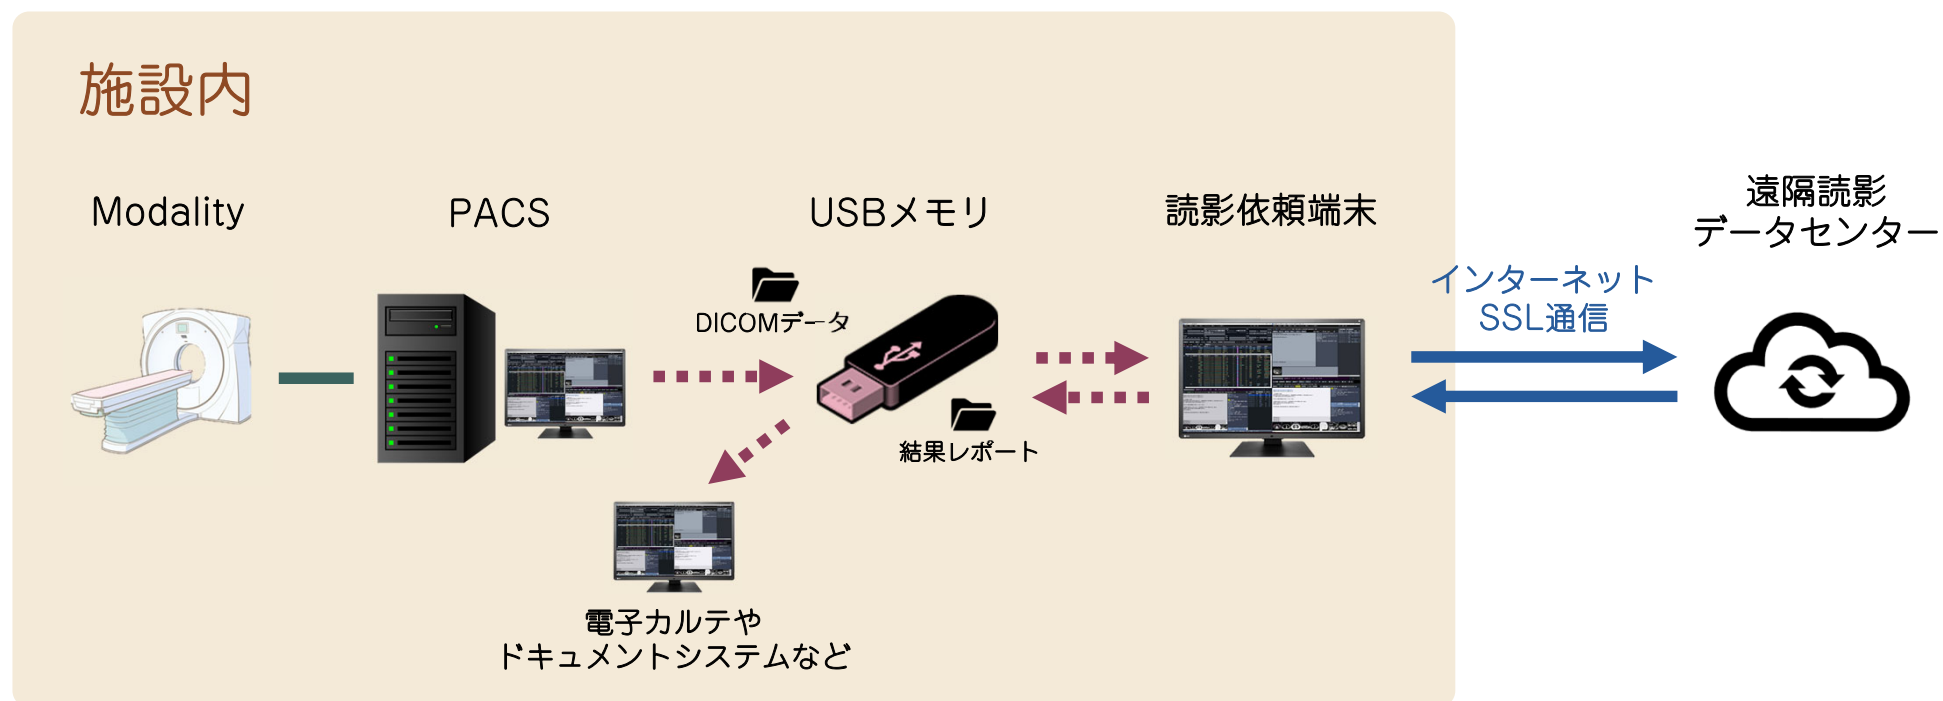 施設内
Modality
PACS
USBメモリ
読影依頼端末
遠隔読影
データセンター
インターネット
SSL通信
DICOMデータ
結果レポート
電子カルテや
ドキュメントシステムなど